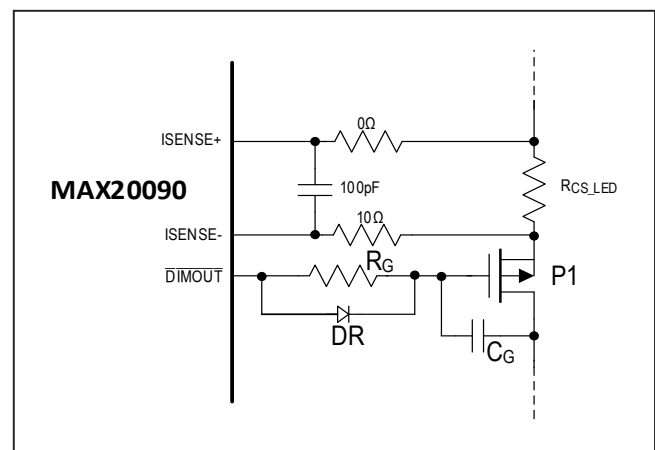 0Ω
ISENSE+
MAX20090
100pF
RCS_LED
10Ω
ISENSE-
RG
DIMOUT
P1
DR
CG